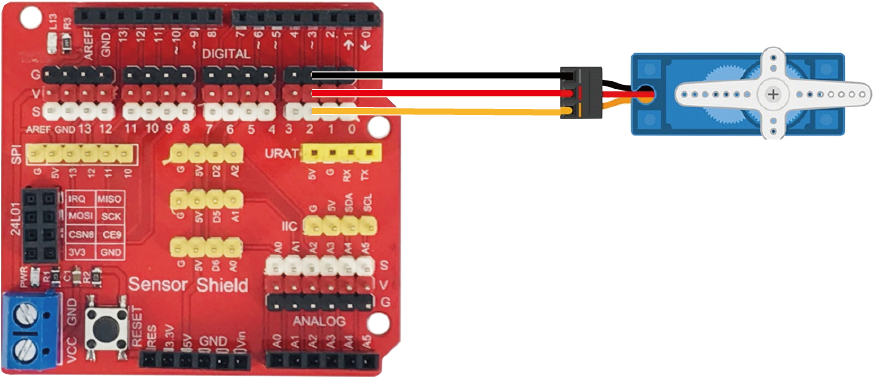 L13
R3
AREF
GND
13
12
~11
~10
~9
8
7
~6
~5
4
~3
2
1
0
DIGITAL
G
V
S
AREF GND 13 12 11 10 9 8 7 6 5 4 3 2 1 0
SPI
G 5V 13 12 11 10
G 5V D2 A2
URAT
5V G RX TX
24L01
IRQ MISO
MOSI SCK
CSN8 CE9
3V3 GND
G 5V D5 A1
IIC
G 5V SDA SCL
G 5V D6 A0
A0 A1 A2 A3 A4 A5
S
V
G
PWR
R1
C1
R2
Sensor Shield
ANALOG
GND
VCC
RESET
RES
3.3V
5V
GND
Vin
A0 A1 A2 A3 A4 A5